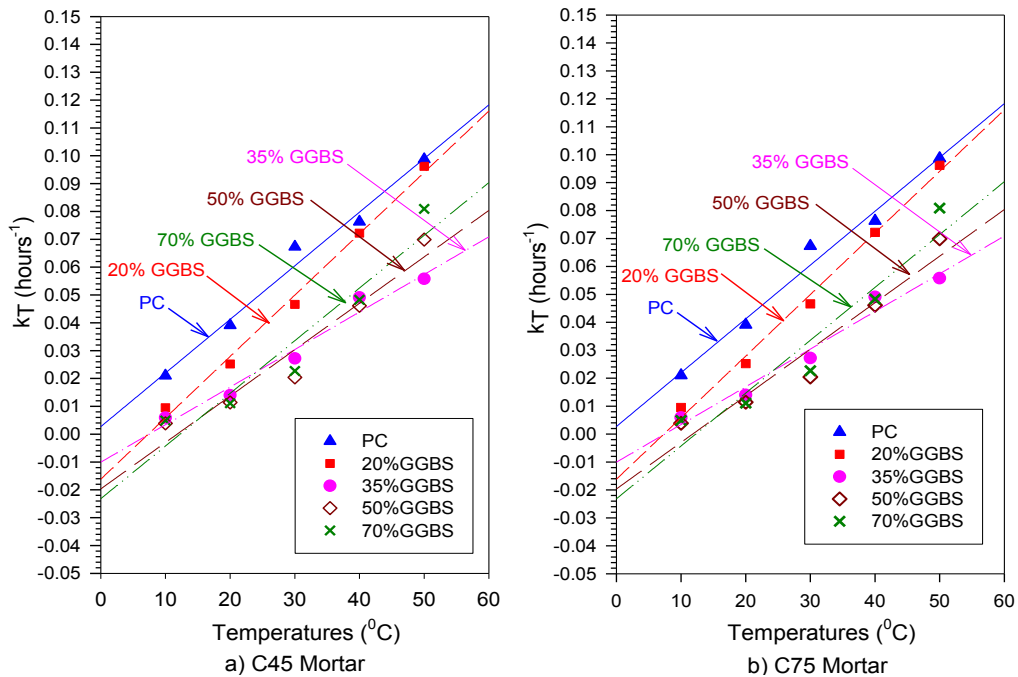 0.15
0.14
0.13
0.12
0.11
0.10
0.09
0.08
0.07
0.06
0.05
0.04
0.03
0.02
0.01
0.00
-0.01
-0.02
-0.03
-0.04
-0.05
kT (hours-1)
35% GGBS
50% GGBS
70% GGBS
20% GGBS
PC
PC
20%GGBS
35%GGBS
50%GGBS
70%GGBS
0 10 20 30 40 50 60
Temperatures (0C)
a) C45 Mortar
0.15
0.14
0.13
0.12
0.11
0.10
0.09
0.08
0.07
0.06
0.05
0.04
0.03
0.02
0.01
0.00
-0.01
-0.02
-0.03
-0.04
-0.05
kT (hours-1)
35% GGBS
50% GGBS
70% GGBS
20% GGBS
PC
PC
20%GGBS
35%GGBS
50%GGBS
70%GGBS
0 10 20 30 40 50 60
Temperatures (0C)
b) C75 Mortar